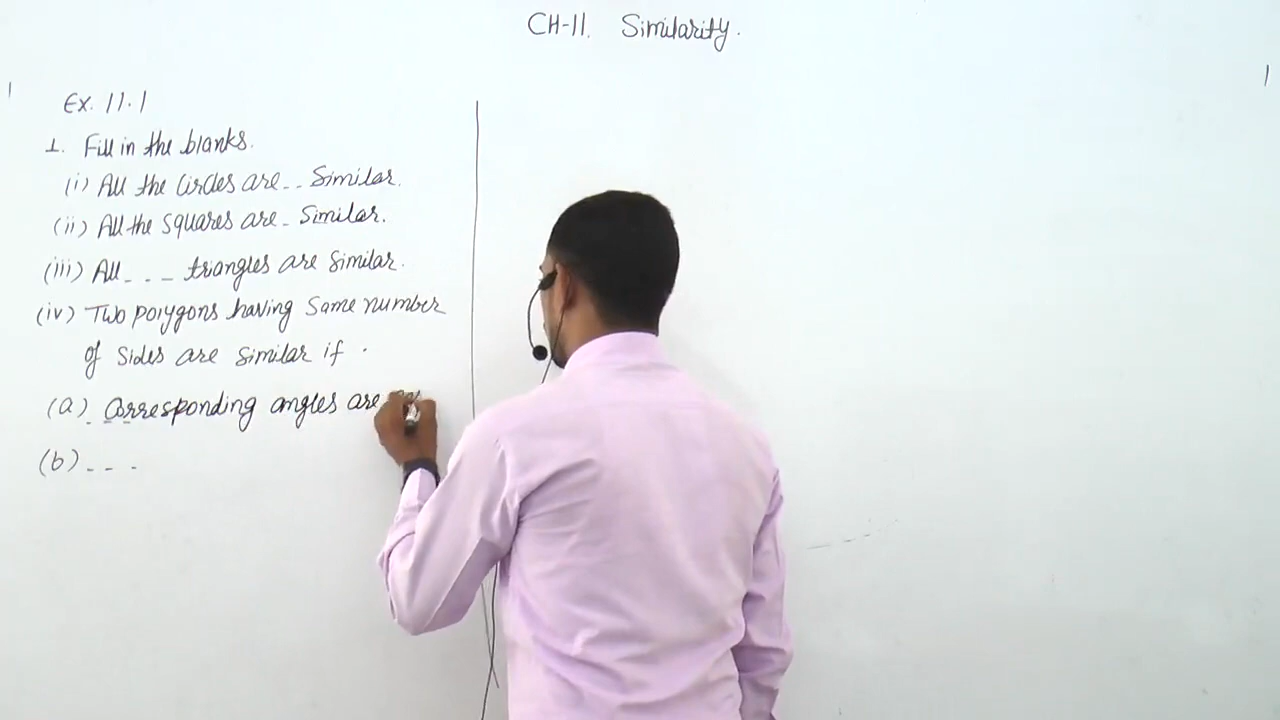 CH-11. Similarity.
Ex. 11.1
1. Fill in the blanks.
(i) All the Circles are _ _ Similar.
(ii) All the squares are _ Similar.
(iii) All _ _ _ triangles are similar.
(iv) Two polygons having same number
of sides are similar if .
(a) Corresponding angles are
(b) _ _ _